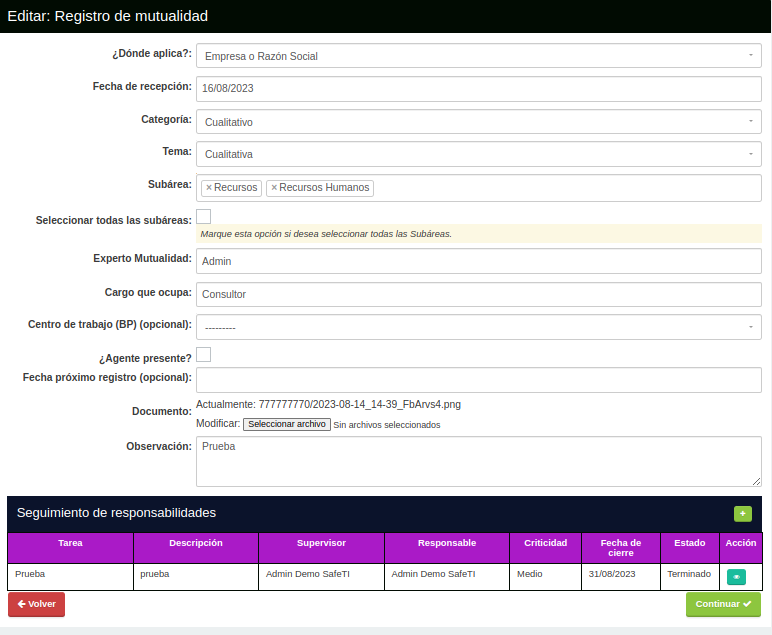 Editar: Registro de mutualidad
¿Dónde aplica?: Empresa o Razón Social
Fecha de recepción: 16/08/2023
Categoría: Cualitativo
Tema: Cualitativa
Subárea: × Recursos × Recursos Humanos
Seleccionar todas las subáreas:
Marque esta opción si desea seleccionar todas las Subáreas.
Experto Mutualidad: Admin
Cargo que ocupa: Consultor
Centro de trabajo (BP) (opcional): ---------
¿Agente presente?
Fecha próximo registro (opcional):
Documento: Actualmente: 777777770/2023-08-14_14-39_FbArvs4.png
Modificar: Seleccionar archivo Sin archivos seleccionados
Observación: Prueba
Seguimiento de responsabilidades +
Tarea Descripción Supervisor Responsable Criticidad Fecha de cierre Estado Acción
Prueba prueba Admin Demo SafeTI Admin Demo SafeTI Medio 31/08/2023 Terminado
Volver Continuar